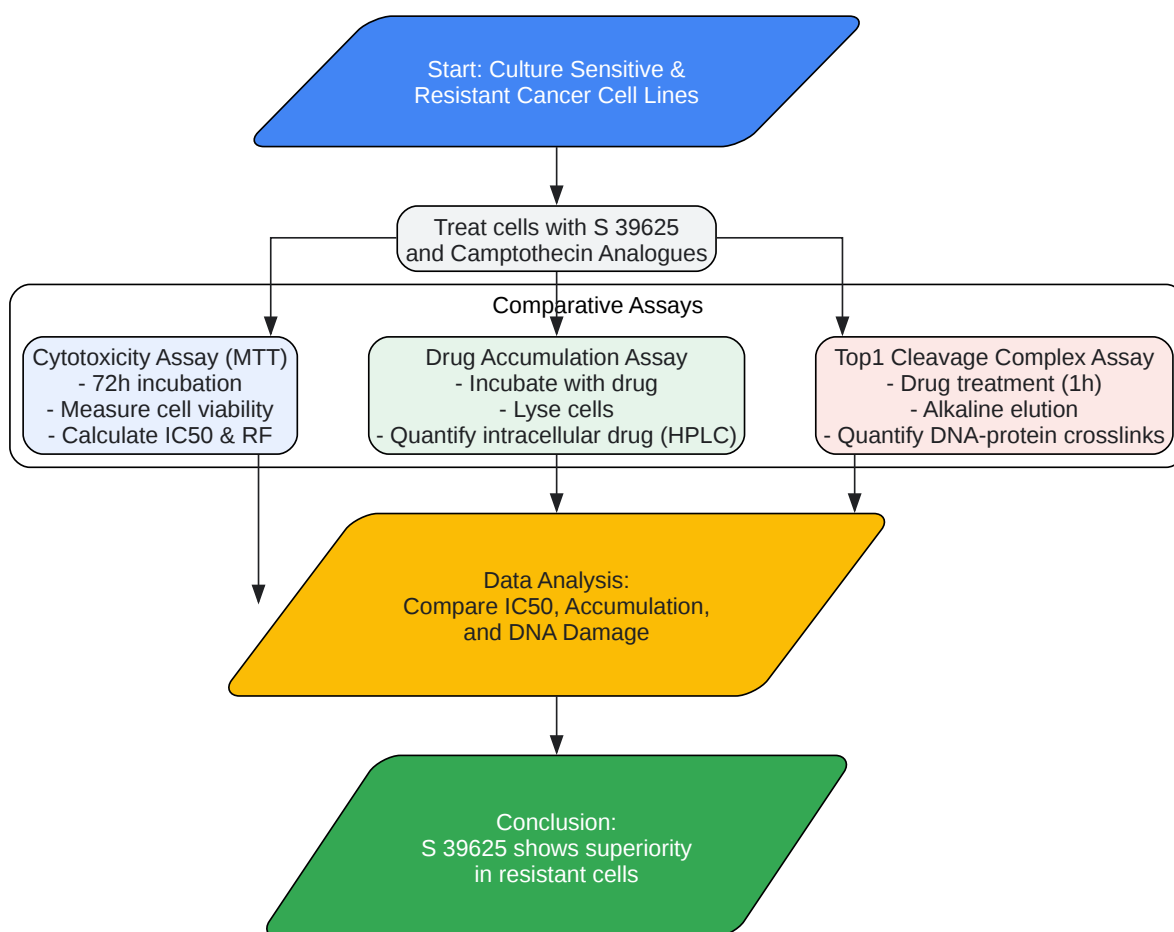 Start: Culture Sensitive &
Resistant Cancer Cell Lines
Treat cells with S 39625
and Camptothecin Analogues
Comparative Assays
Cytotoxicity Assay (MTT)
- 72h incubation
- Measure cell viability
- Calculate IC50 & RF
Drug Accumulation Assay
- Incubate with drug
- Lyse cells
- Quantify intracellular drug (HPLC)
Top1 Cleavage Complex Assay
- Drug treatment (1h)
- Alkaline elution
- Quantify DNA-protein crosslinks
Data Analysis:
Compare IC50, Accumulation,
and DNA Damage
Conclusion:
S 39625 shows superiority
in resistant cells